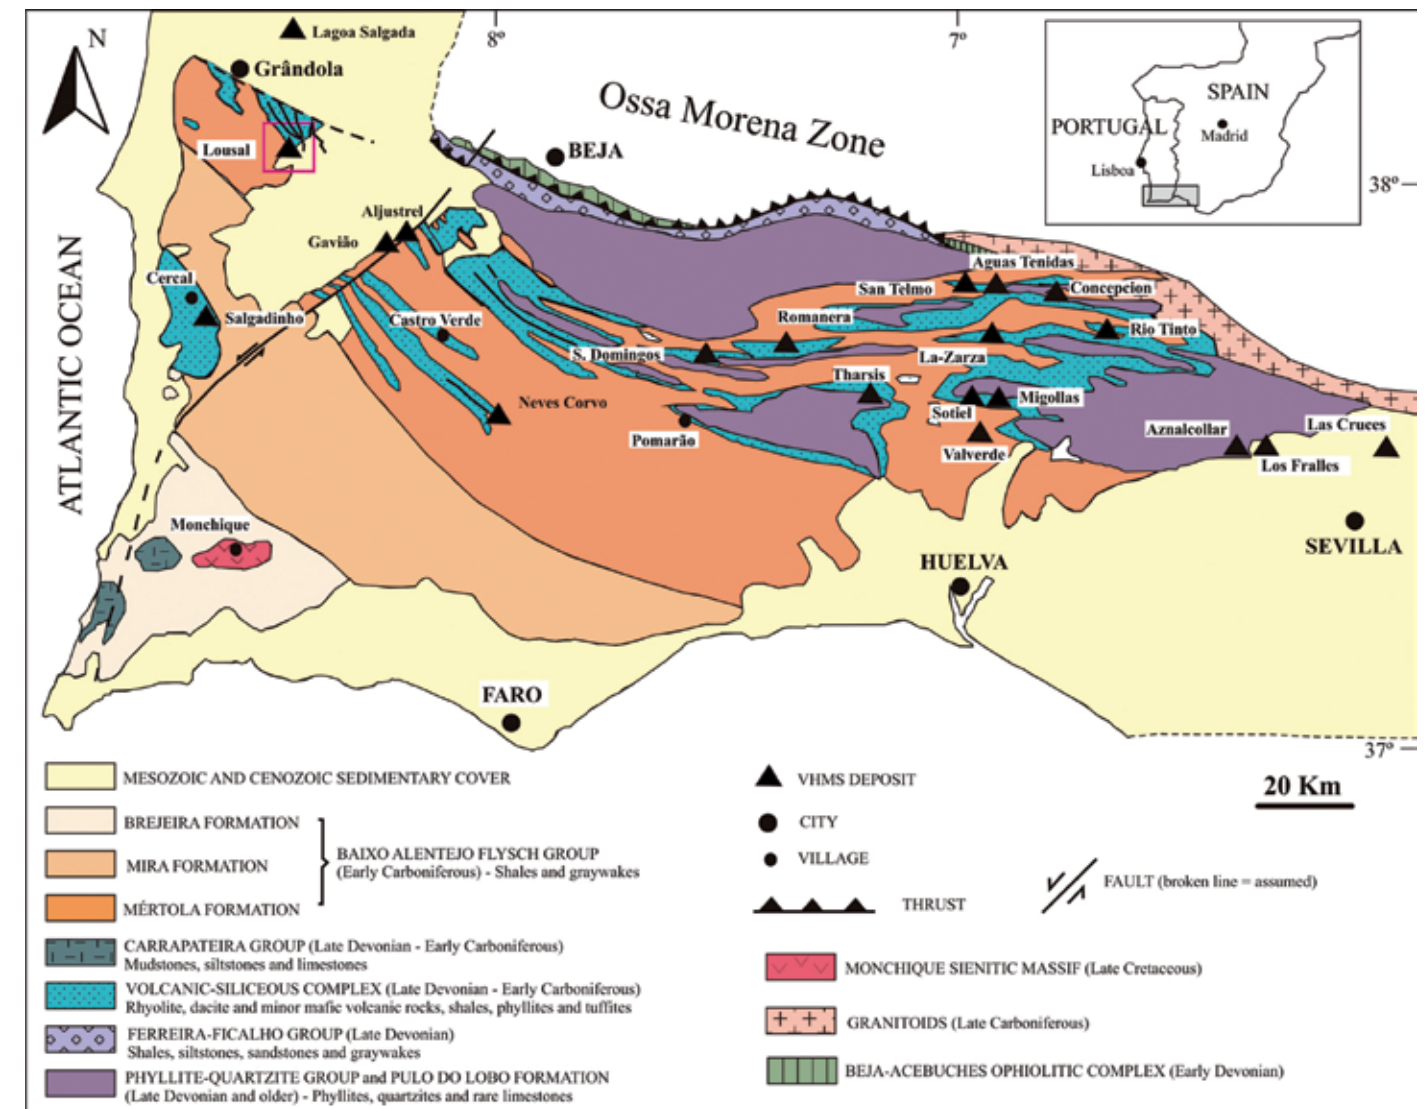 N
Lagoa Salgada
8º
7º
Grândola
SPAIN
Ossa Morena Zone
PORTUGAL
Madrid
Lisboa
BEJA
Lousal
38º
Aljustrel
Gavião
ATLANTIC OCEAN
Cercal
Aguas Tenidas
San Telmo
Concepcion
Salgadinho
Castro Verde
Romanera
Rio Tinto
S. Domingos
La-Zarza
Tharsis
Neves Corvo
Migollas
Sotiel
Pomarão
Valverde
Aznalcollar
Las Cruces
Los Fralles
Monchique
SEVILLA
HUELVA
FARO
37º
MESOZOIC AND CENOZOIC SEDIMENTARY COVER
BREJEIRA FORMATION
MIRA FORMATION
MÉRTOLA FORMATION
BAIXO ALENTEJO FLYSCH GROUP
(Early Carboniferous) - Shales and graywakes
CARRAPATEIRA GROUP (Late Devonian - Early Carboniferous)
Mudstones, siltstones and limestones
VOLCANIC-SILICEOUS COMPLEX (Late Devonian - Early Carboniferous)
Rhyolite, dacite and minor mafic volcanic rocks, shales, phyllites and tuffites
FERREIRA-FICALHO GROUP (Late Devonian)
Shales, siltstones, sandstones and graywakes
PHYLLITE-QUARTZITE GROUP and PULO DO LOBO FORMATION
(Late Devonian and older) - Phyllites, quartzites and rare limestones
VHMS DEPOSIT
CITY
VILLAGE
THRUST
20 Km
FAULT (broken line = assumed)
MONCHIQUE SIENITIC MASSIF (Late Cretaceous)
GRANITOIDS (Late Carboniferous)
BEJA-ACEBUCHES OPHIOLITIC COMPLEX (Early Devonian)